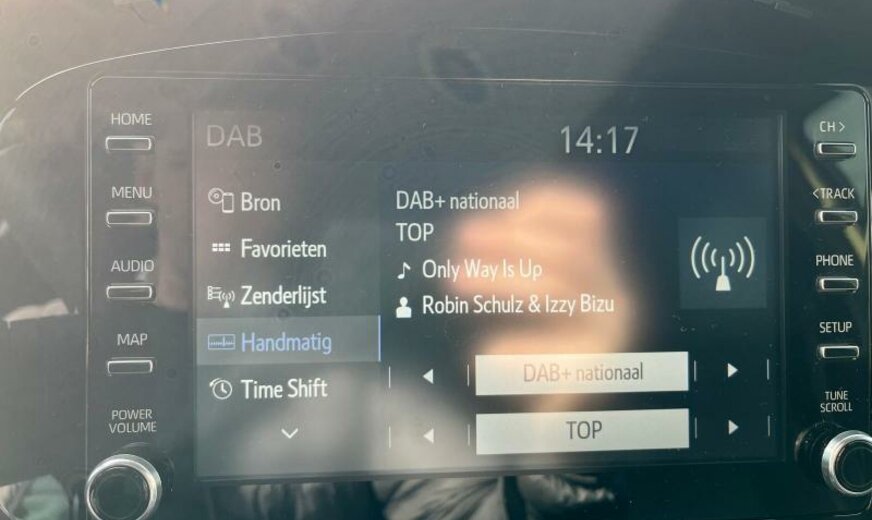 HOME
MENU
AUDIO
MAP
POWER
VOLUME
DAB
14:17
Bron
Favorieten
Zenderlijst
Handmatig
Time Shift
DAB+ nationaal
TOP
Only Way Is Up
Robin Schulz & Izzy Bizu
DAB+ nationaal
TOP
CH >
< TRACK
PHONE
SETUP
TUNE
SCROLL